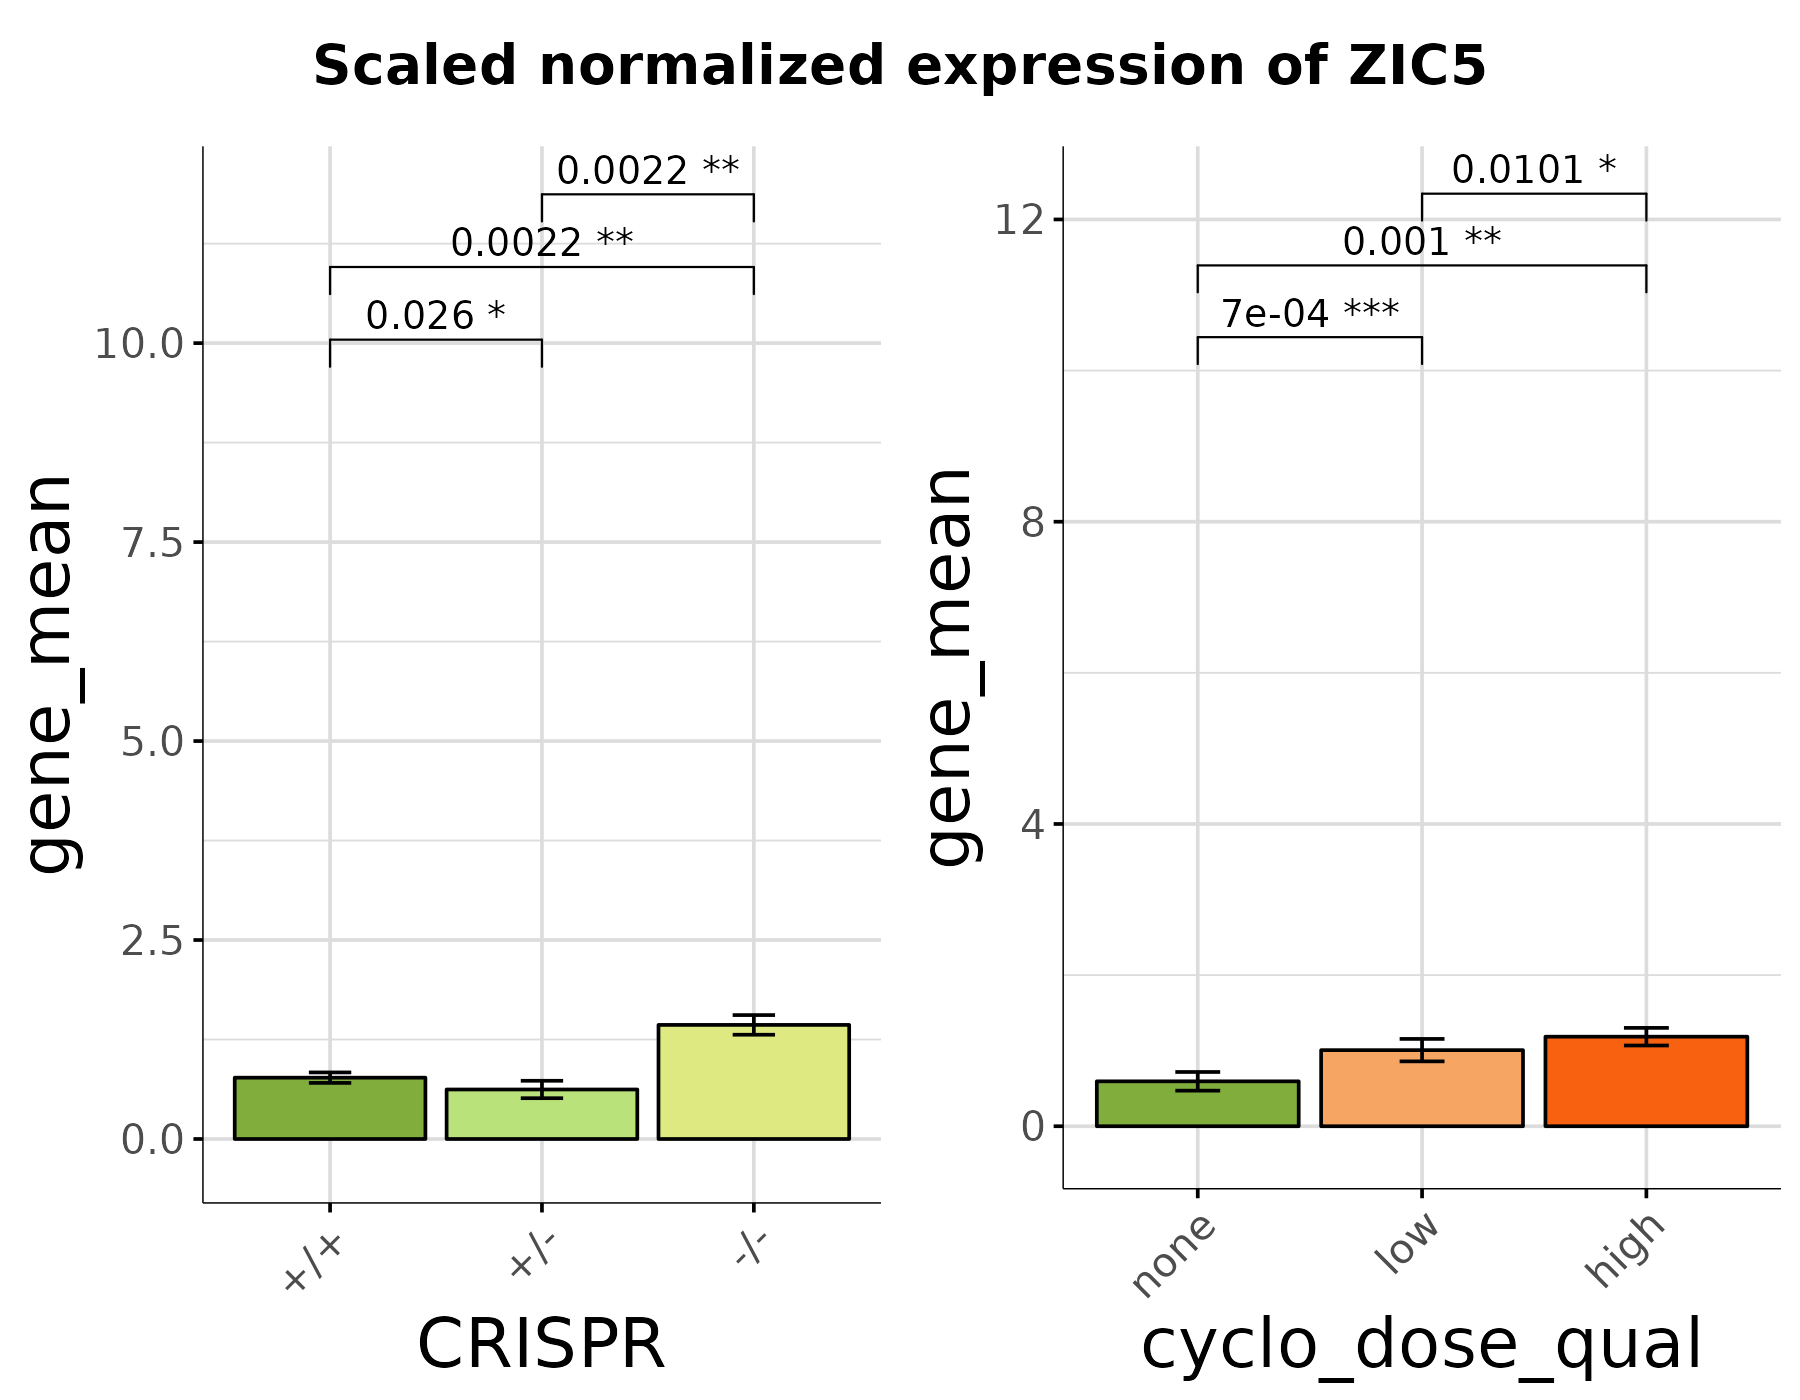 Scaled normalized expression of ZIC5
gene_mean
10.0
7.5
5.0
2.5
0.0
0.0022 **
0.0022 **
0.026 *
+/+
+/-
-/-
CRISPR
gene_mean
12
8
4
0
0.0101 *
0.001 **
7e-04 ***
none
low
high
cyclo_dose_qual